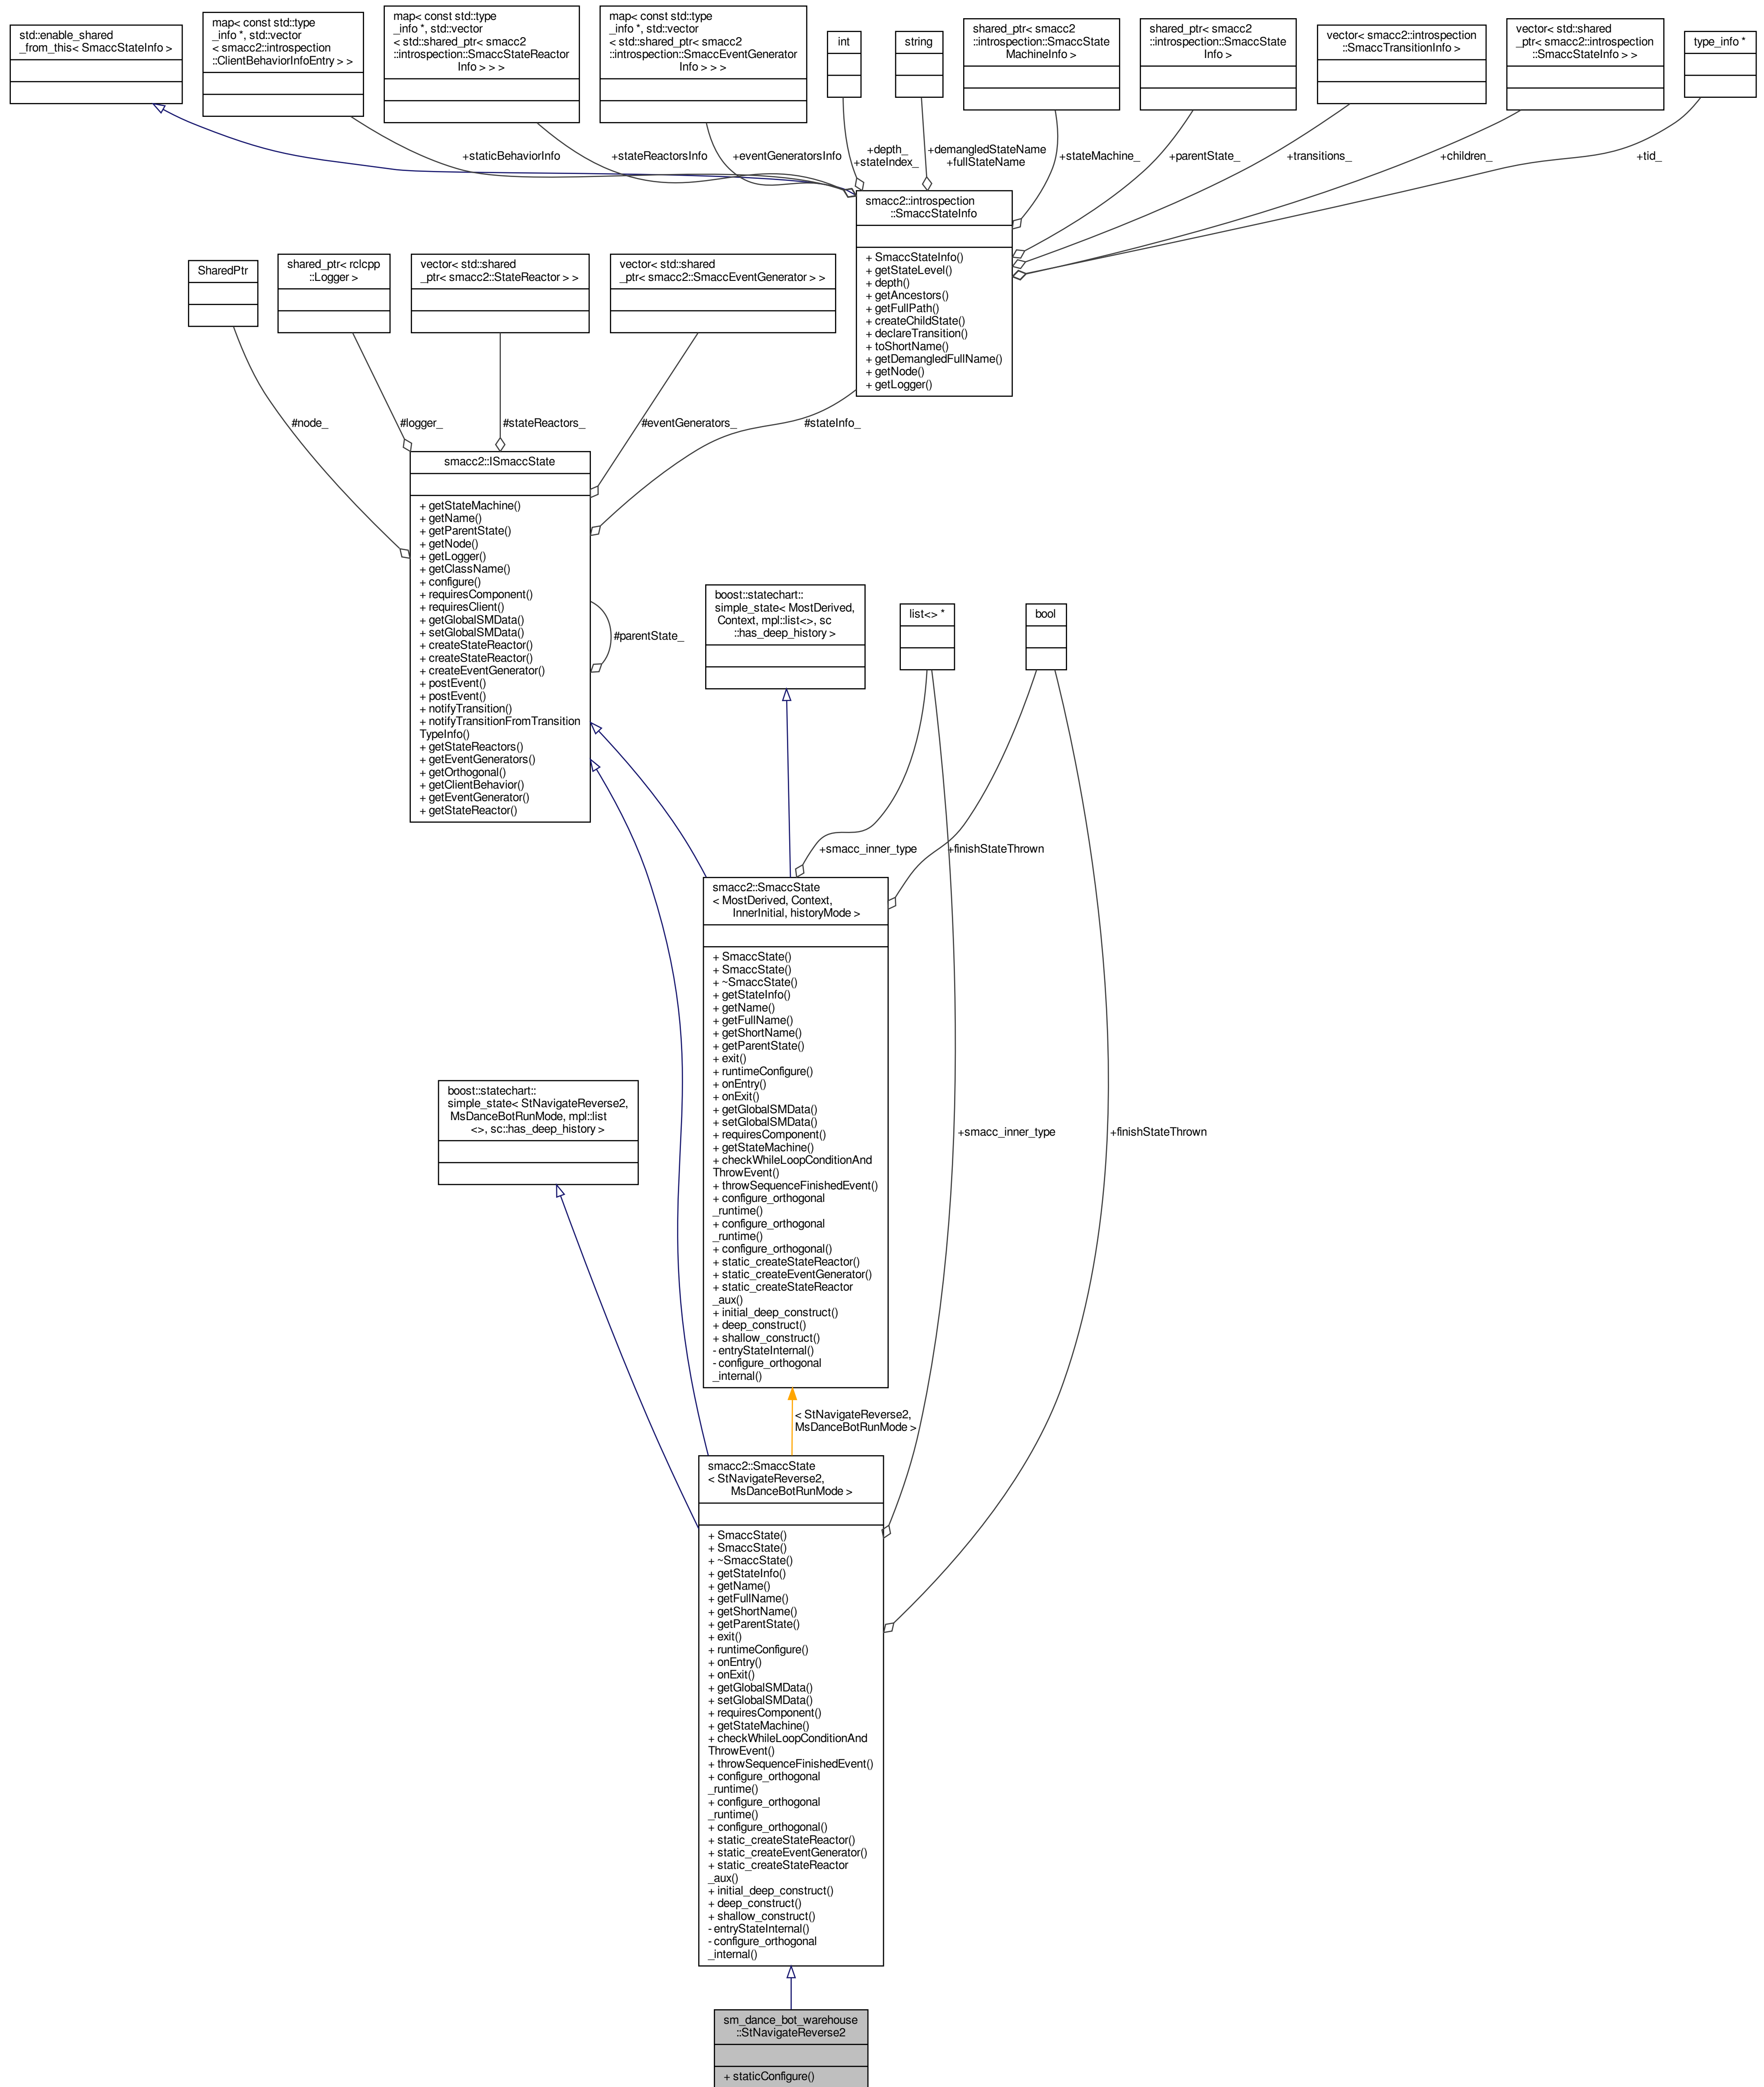 std::enable_shared
_from_this< SmaccStateInfo >
map< const std::type
_info *, std::vector
< smacc2::introspection
::ClientBehaviorInfoEntry > >
map< const std::type
_info *, std::vector
< std::shared_ptr< smacc2
::introspection::SmaccStateReactor
Info > > >
map< const std::type
_info *, std::vector
< std::shared_ptr< smacc2
::introspection::SmaccEventGenerator
Info > > >
int
string
shared_ptr< smacc2
::introspection::SmaccState
MachineInfo >
shared_ptr< smacc2
::introspection::SmaccState
Info >
vector< smacc2::introspection
::SmaccTransitionInfo >
vector< std::shared
_ptr< smacc2::introspection
::SmaccStateInfo > >
type_info *
+staticBehaviorInfo
+stateReactorsInfo
+eventGeneratorsInfo
+depth_
+stateIndex_
+demangledStateName
+fullStateName
+stateMachine_
+parentState_
+transitions_
+children_
+tid_
smacc2::introspection
::SmaccStateInfo
+ SmaccStateInfo()
+ getStateLevel()
+ depth()
+ getAncestors()
+ getFullPath()
+ createChildState()
+ declareTransition()
+ toShortName()
+ getDemangledFullName()
+ getNode()
+ getLogger()
SharedPtr
shared_ptr< rclcpp
::Logger >
vector< std::shared
_ptr< smacc2::StateReactor > >
vector< std::shared
_ptr< smacc2::SmaccEventGenerator > >
#node_
#logger_
#stateReactors_
#eventGenerators_
#stateInfo_
smacc2::ISmaccState
+ getStateMachine()
+ getName()
+ getParentState()
+ getNode()
+ getLogger()
+ getClassName()
+ configure()
+ requiresComponent()
+ requiresClient()
+ getGlobalSMData()
+ setGlobalSMData()
+ createStateReactor()
+ createStateReactor()
+ createEventGenerator()
+ postEvent()
+ postEvent()
+ notifyTransition()
+ notifyTransitionFromTransition
TypeInfo()
+ getStateReactors()
+ getEventGenerators()
+ getOrthogonal()
+ getClientBehavior()
+ getEventGenerator()
+ getStateReactor()
#parentState_
boost::statechart::
simple_state< MostDerived,
Context, mpl::list<>, sc
::has_deep_history >
list<> *
bool
+smacc_inner_type
+finishStateThrown
smacc2::SmaccState
< MostDerived, Context,
InnerInitial, historyMode >
+ SmaccState()
+ SmaccState()
+ ~SmaccState()
+ getStateInfo()
+ getName()
+ getFullName()
+ getShortName()
+ getParentState()
+ exit()
+ runtimeConfigure()
+ onEntry()
+ onExit()
+ getGlobalSMData()
+ setGlobalSMData()
+ requiresComponent()
+ getStateMachine()
+ checkWhileLoopConditionAnd
ThrowEvent()
+ throwSequenceFinishedEvent()
+ configure_orthogonal
_runtime()
+ configure_orthogonal
_runtime()
+ configure_orthogonal()
+ static_createStateReactor()
+ static_createEventGenerator()
+ static_createStateReactor
_aux()
+ initial_deep_construct()
+ deep_construct()
+ shallow_construct()
- entryStateInternal()
- configure_orthogonal
_internal()
boost::statechart::
simple_state< StNavigateReverse2,
MsDanceBotRunMode, mpl::list
<>, sc::has_deep_history >
+smacc_inner_type
+finishStateThrown
< StNavigateReverse2,
MsDanceBotRunMode >
smacc2::SmaccState
< StNavigateReverse2,
MsDanceBotRunMode >
+ SmaccState()
+ SmaccState()
+ ~SmaccState()
+ getStateInfo()
+ getName()
+ getFullName()
+ getShortName()
+ getParentState()
+ exit()
+ runtimeConfigure()
+ onEntry()
+ onExit()
+ getGlobalSMData()
+ setGlobalSMData()
+ requiresComponent()
+ getStateMachine()
+ checkWhileLoopConditionAnd
ThrowEvent()
+ throwSequenceFinishedEvent()
+ configure_orthogonal
_runtime()
+ configure_orthogonal
_runtime()
+ configure_orthogonal()
+ static_createStateReactor()
+ static_createEventGenerator()
+ static_createStateReactor
_aux()
+ initial_deep_construct()
+ deep_construct()
+ shallow_construct()
- entryStateInternal()
- configure_orthogonal
_internal()
sm_dance_bot_warehouse
::StNavigateReverse2
+ staticConfigure()